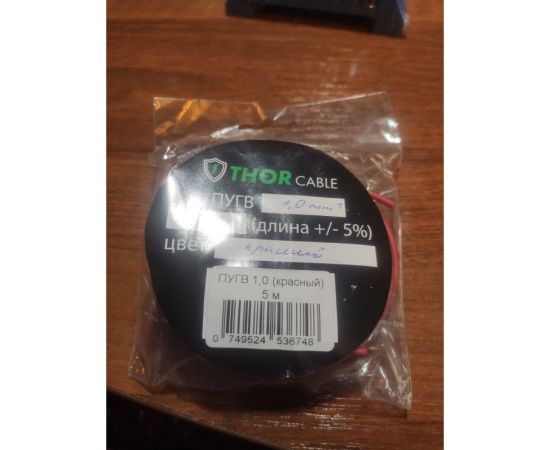 THOR CABLE
ПУГВ 1,0 mm²
(длина +/- 5%)
цвет красный
ПУГВ 1,0 (красный)
5 м
0 749524 536748